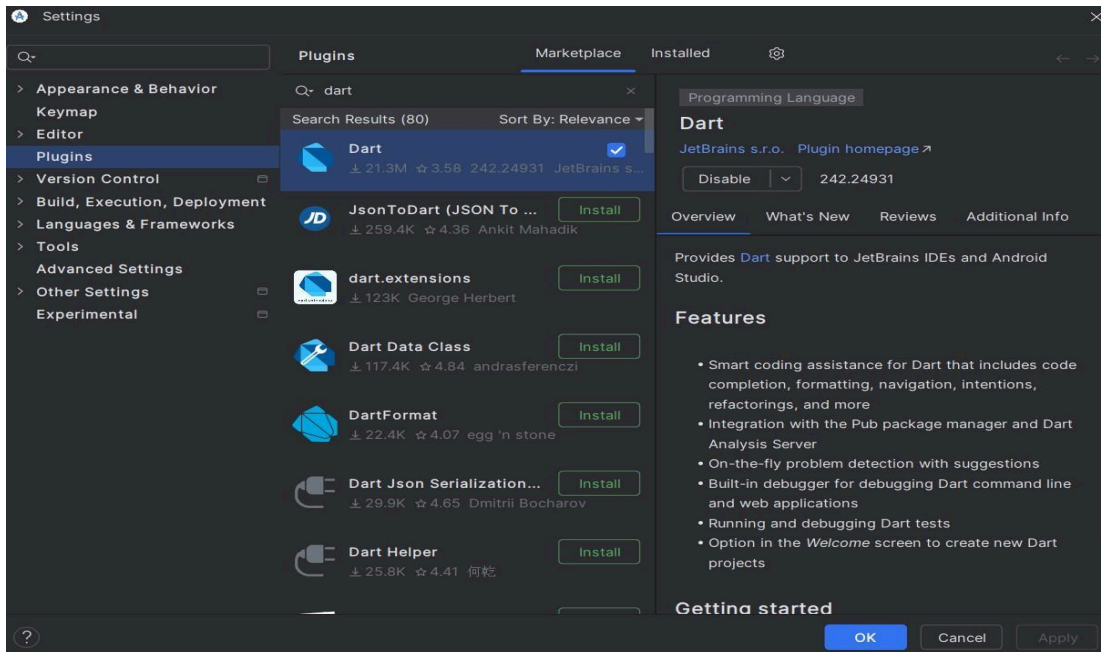 Settings
Plugins
Marketplace
Installed
Appearance & Behavior
Keymap
Editor
Plugins
Version Control
Build, Execution, Deployment
Languages & Frameworks
Tools
Advanced Settings
Other Settings
Experimental
dart
Search Results (80) Sort By: Relevance
Dart
21.3M 3.58 242.24931 JetBrains s...
JsonToDart (JSON To ... Install
259.4K 4.36 Ankit Mahadik
dart.extensions Install
123K George Herbert
Dart Data Class Install
117.4K 4.84 andrasferenczi
DartFormat Install
22.4K 4.07 egg 'n stone
Dart Json Serialization... Install
29.9K 4.65 Dmitrii Bocharov
Dart Helper Install
25.8K 4.41 何乾
Programming Language
Dart
JetBrains s.r.o. Plugin homepage ↗
Disable 242.24931
Overview What's New Reviews Additional Info
Provides Dart support to JetBrains IDEs and Android
Studio.
Features
• Smart coding assistance for Dart that includes code
completion, formatting, navigation, intentions,
refactorings, and more
• Integration with the Pub package manager and Dart
Analysis Server
• On-the-fly problem detection with suggestions
• Built-in debugger for debugging Dart command line
and web applications
• Running and debugging Dart tests
• Option in the Welcome screen to create new Dart
projects
Getting started
?
OK Cancel Apply